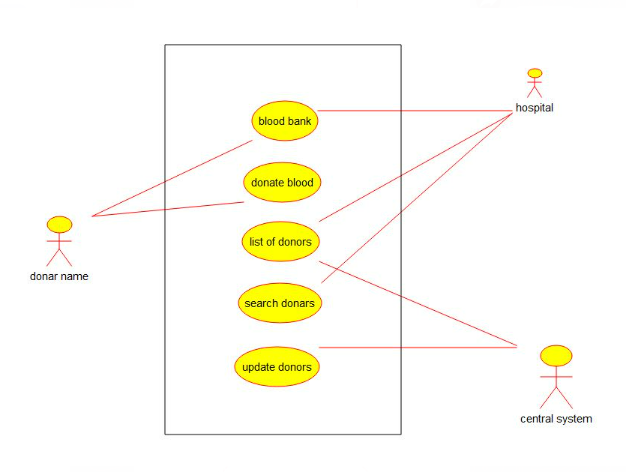 hospital
blood bank
donate blood
list of donors
donar name
search donars
update donors
central system